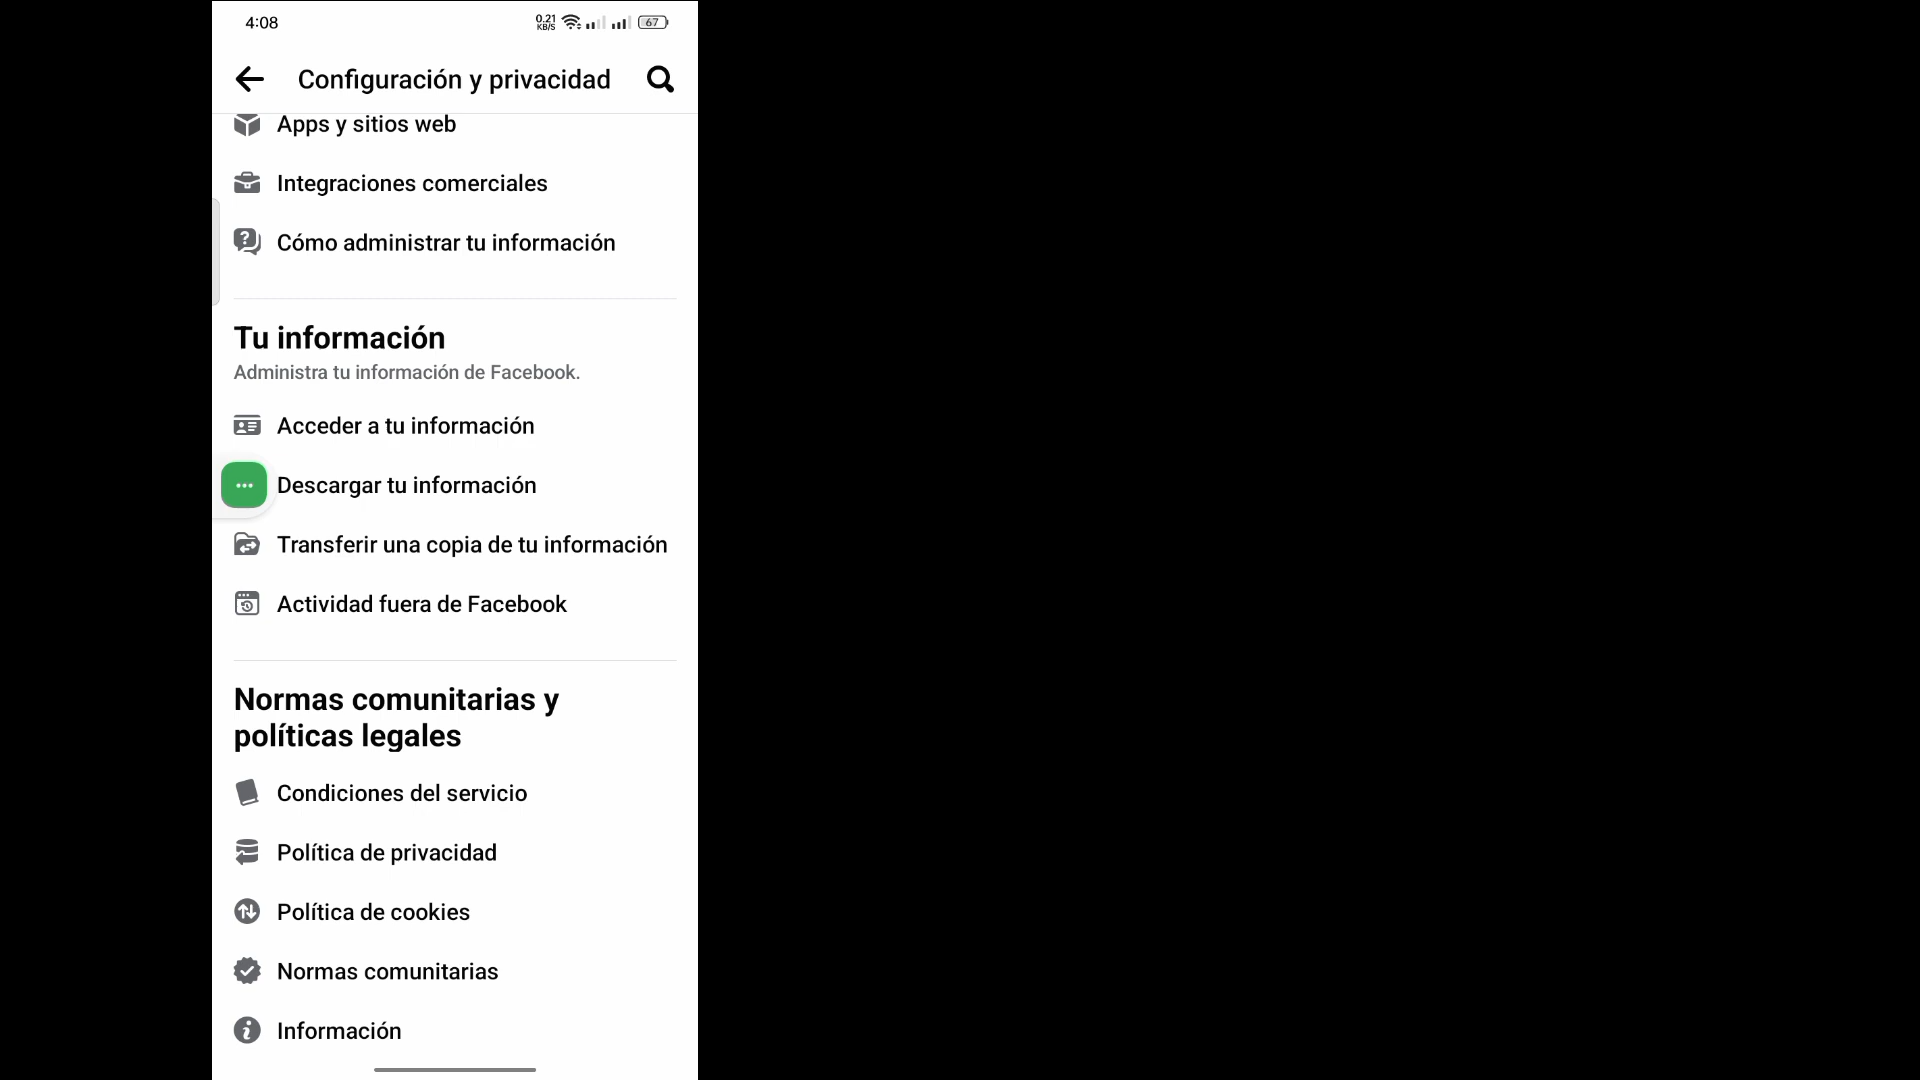 4:08
0.21
KB/S
67
Configuración y privacidad
Apps y sitios web
Integraciones comerciales
Cómo administrar tu información
Tu información
Administra tu información de Facebook.
Acceder a tu información
Descargar tu información
Transferir una copia de tu información
Actividad fuera de Facebook
Normas comunitarias y
políticas legales
Condiciones del servicio
Política de privacidad
Política de cookies
Normas comunitarias
Información